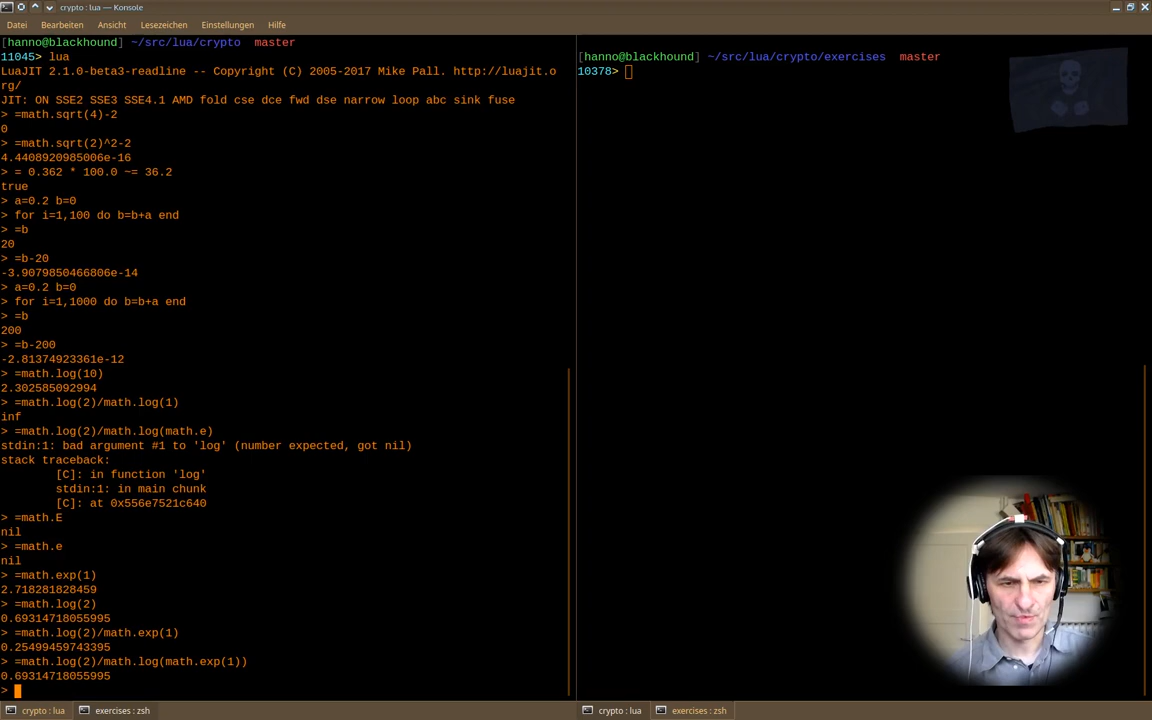 crypto : lua — Konsole
Datei Bearbeiten Ansicht Lesezeichen Einstellungen Hilfe
[hanno@blackhound] ~/src/lua/crypto master
11045> lua
LuaJIT 2.1.0-beta3-readline -- Copyright (C) 2005-2017 Mike Pall. http://luajit.o
rg/
JIT: ON SSE2 SSE3 SSE4.1 AMD fold cse dce fwd dse narrow loop abc sink fuse
> =math.sqrt(4)-2
0
> =math.sqrt(2)^2-2
4.4408920985006e-16
> = 0.362 * 100.0 ~= 36.2
true
> a=0.2 b=0
> for i=1,100 do b=b+a end
> =b
20
> =b-20
-3.9079850466806e-14
> a=0.2 b=0
> for i=1,1000 do b=b+a end
> =b
200
> =b-200
-2.81374923361e-12
> =math.log(10)
2.302585092994
> =math.log(2)/math.log(1)
inf
> =math.log(2)/math.log(math.e)
stdin:1: bad argument #1 to 'log' (number expected, got nil)
stack traceback:
[C]: in function 'log'
stdin:1: in main chunk
[C]: at 0x556e7521c640
> =math.E
nil
> =math.e
nil
> =math.exp(1)
2.718281828459
> =math.log(2)
0.69314718055995
> =math.log(2)/math.exp(1)
0.25499459743395
> =math.log(2)/math.log(math.exp(1))
0.69314718055995
>
[hanno@blackhound] ~/src/lua/crypto/exercises master
10378>
crypto : lua exercises : zsh
crypto : lua exercises : zsh